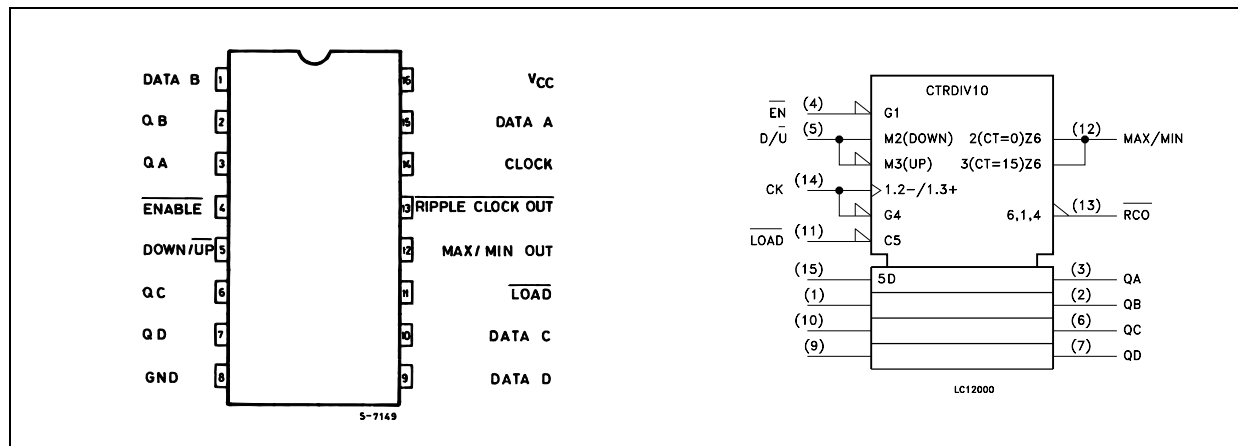 DATA B 1 16 VCC
QB 2 15 DATA A
QA 3 14 CLOCK
ENABLE 4 13 RIPPLE CLOCK OUT
DOWN/UP 5 12 MAX/MIN OUT
QC 6 11 LOAD
QD 7 10 DATA C
GND 8 9 DATA D
S-7149
CTRDIV10
EN (4) G1
D/U (5) M2(DOWN) 2(CT=0)Z6 (12) MAX/MIN
M3(UP) 3(CT=15)Z6
CK (14) 1.2-/1.3+
G4 6,1,4 (13) RCO
LOAD (11) C5
(15) 5D (3) QA
(1) (2) QB
(10) (6) QC
(9) (7) QD
LC12000